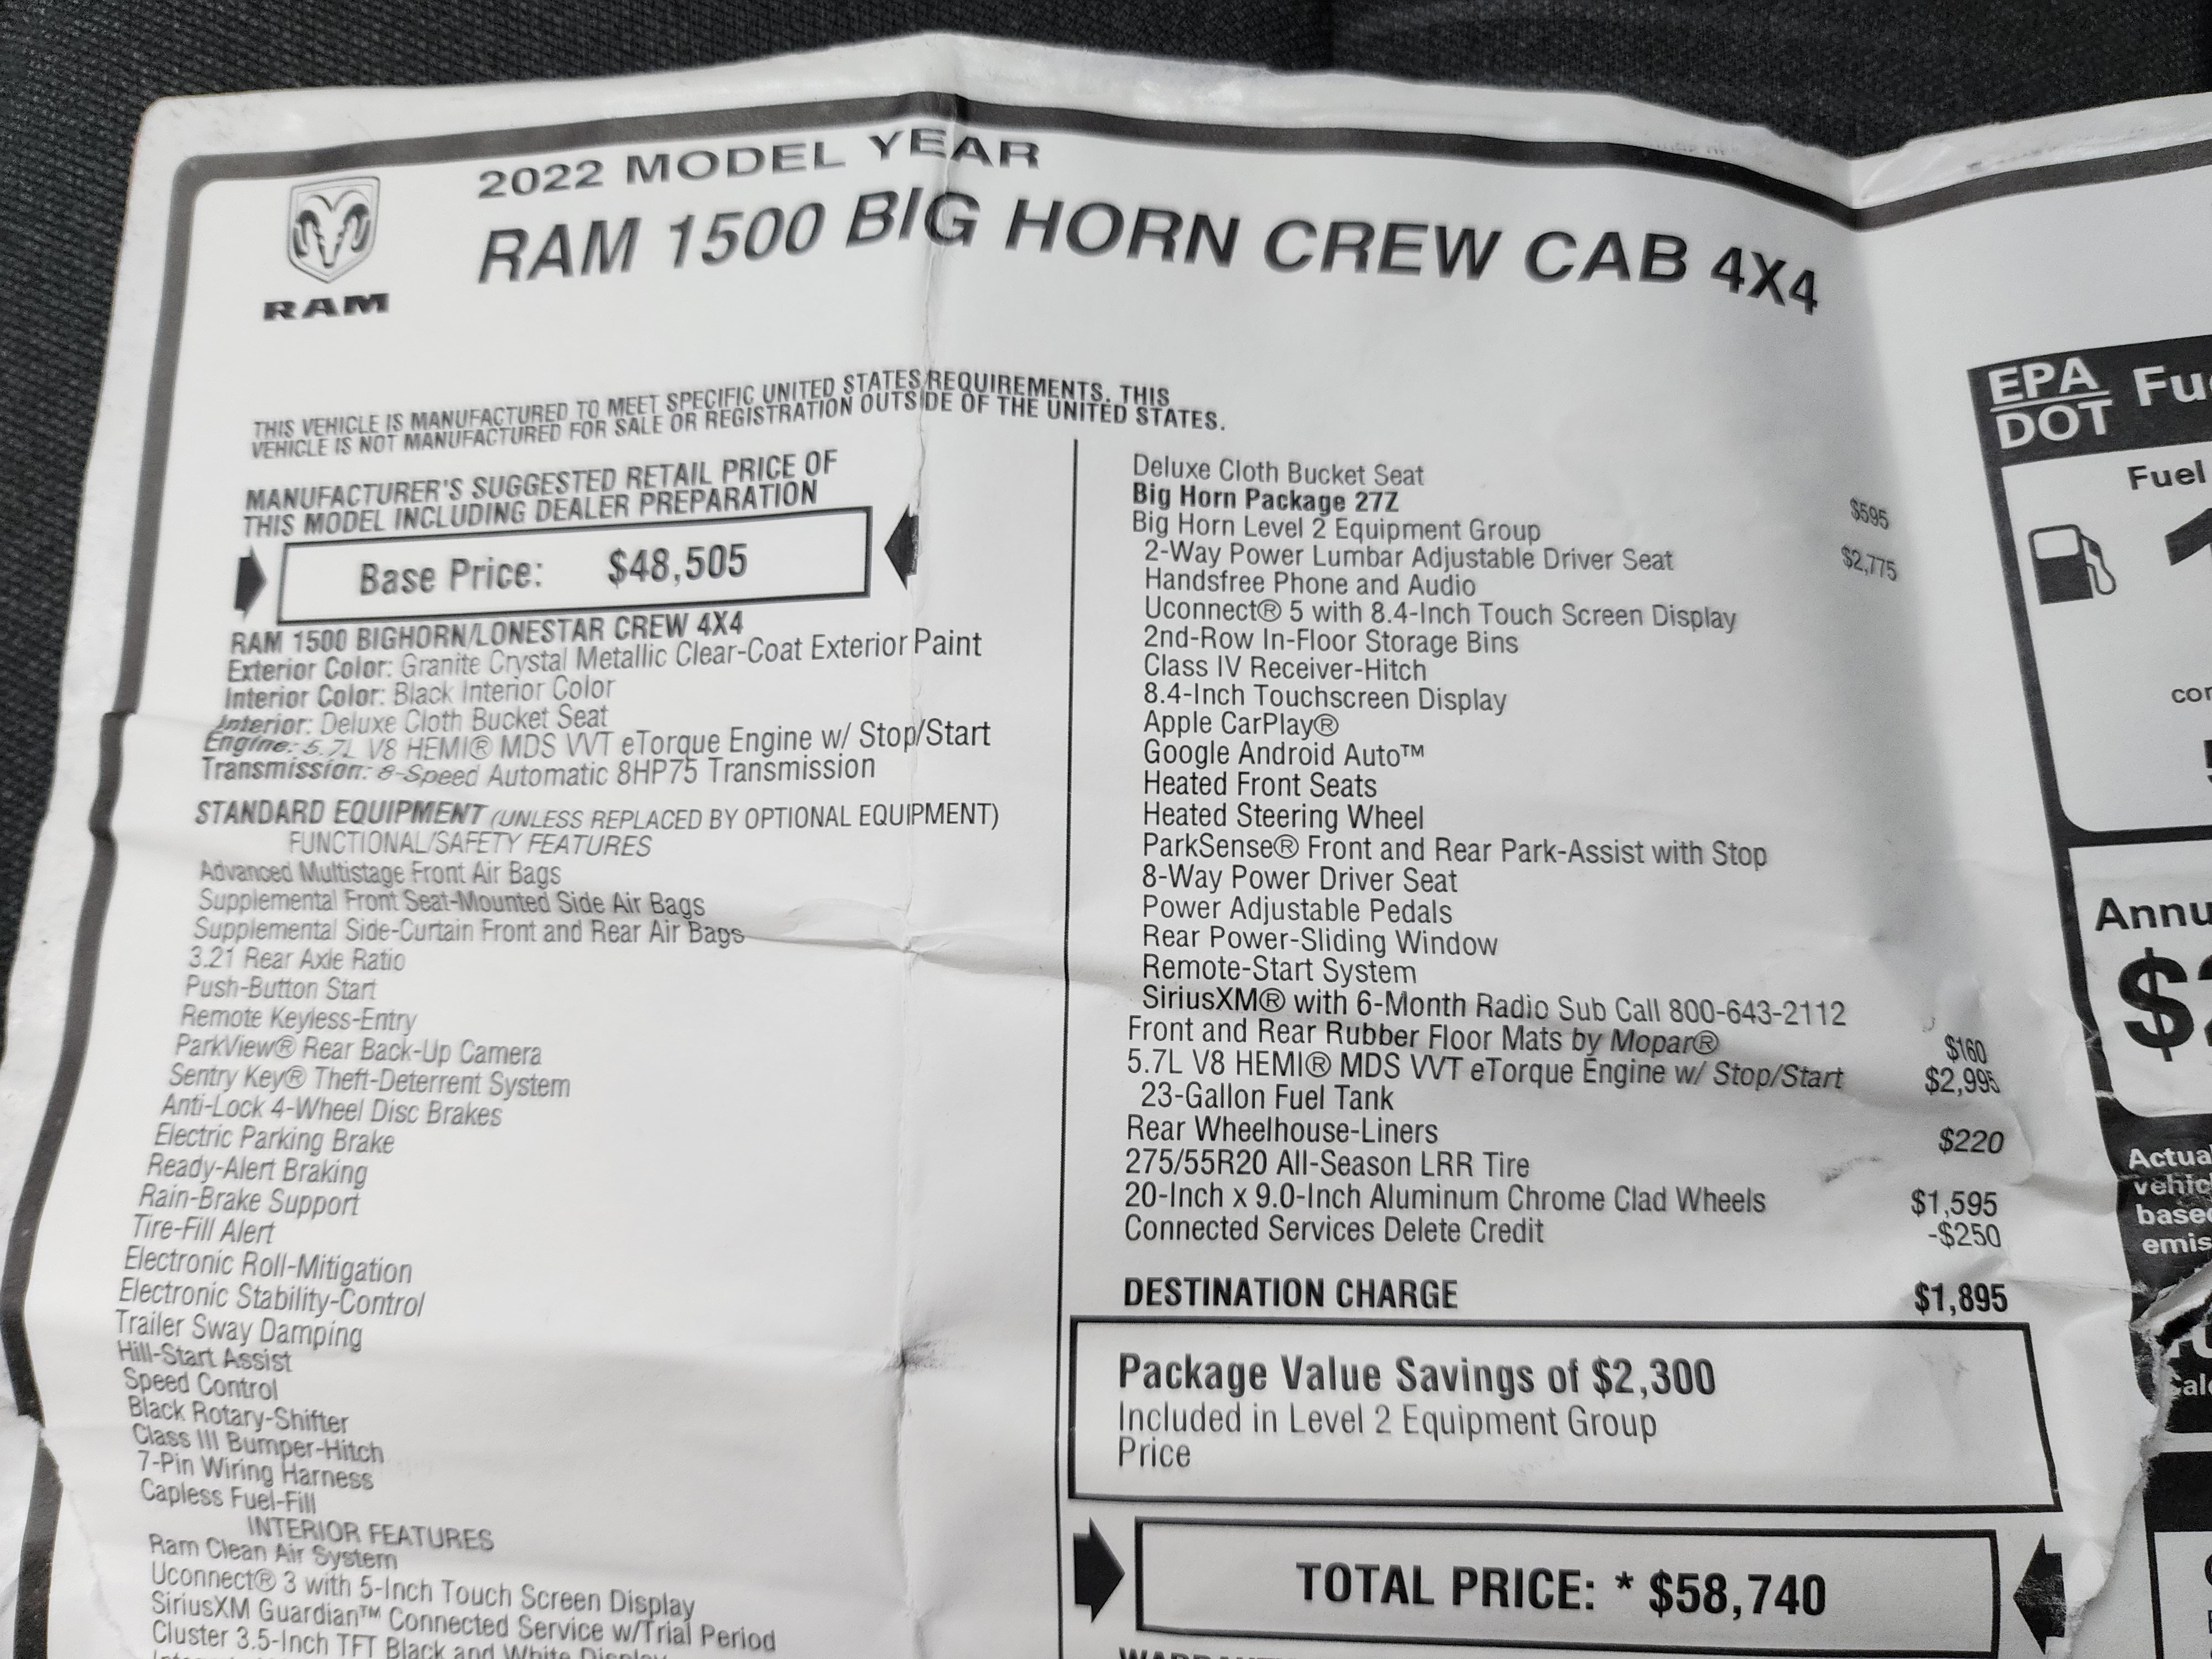 2022 MODEL YEAR
RAM 1500 BIG HORN CREW CAB 4X4
RAM
THIS VEHICLE IS MANUFACTURED TO MEET SPECIFIC UNITED STATES REQUIREMENTS. THIS
VEHICLE IS NOT MANUFACTURED FOR SALE OR REGISTRATION OUTSIDE OF THE UNITED STATES.
MANUFACTURER'S SUGGESTED RETAIL PRICE OF
THIS MODEL INCLUDING DEALER PREPARATION
Base Price: $48,505
RAM 1500 BIGHORN/LONESTAR CREW 4X4
Exterior Color: Granite Crystal Metallic Clear-Coat Exterior Paint
Interior Color: Black Interior Color
Interior: Deluxe Cloth Bucket Seat
Engine: 5.7L V8 HEMI® MDS VVT eTorque Engine w/ Stop/Start
Transmission: 8-Speed Automatic 8HP75 Transmission
STANDARD EQUIPMENT (UNLESS REPLACED BY OPTIONAL EQUIPMENT)
FUNCTIONAL/SAFETY FEATURES
Advanced Multistage Front Air Bags
Supplemental Front Seat-Mounted Side Air Bags
Supplemental Side-Curtain Front and Rear Air Bags
3.21 Rear Axle Ratio
Push-Button Start
Remote Keyless-Entry
ParkView® Rear Back-Up Camera
Sentry Key® Theft-Deterrent System
Anti-Lock 4-Wheel Disc Brakes
Electric Parking Brake
Ready-Alert Braking
Rain-Brake Support
Tire-Fill Alert
Electronic Roll-Mitigation
Electronic Stability-Control
Trailer Sway Damping
Hill-Start Assist
Speed Control
Black Rotary-Shifter
Class III Bumper-Hitch
7-Pin Wiring Harness
Capless Fuel-Fill
INTERIOR FEATURES
Ram Clean Air System
Uconnect® 3 with 5-Inch Touch Screen Display
SiriusXM Guardian™ Connected Service w/Trial Period
Cluster 3.5-Inch TFT Black and White Display
Deluxe Cloth Bucket Seat
Big Horn Package 27Z $595
Big Horn Level 2 Equipment Group $2,775
2-Way Power Lumbar Adjustable Driver Seat
Handsfree Phone and Audio
Uconnect® 5 with 8.4-Inch Touch Screen Display
2nd-Row In-Floor Storage Bins
Class IV Receiver-Hitch
8.4-Inch Touchscreen Display
Apple CarPlay®
Google Android Auto™
Heated Front Seats
Heated Steering Wheel
ParkSense® Front and Rear Park-Assist with Stop
8-Way Power Driver Seat
Power Adjustable Pedals
Rear Power-Sliding Window
Remote-Start System
SiriusXM® with 6-Month Radio Sub Call 800-643-2112
Front and Rear Rubber Floor Mats by Mopar® $160
5.7L V8 HEMI® MDS VVT eTorque Engine w/ Stop/Start $2,995
23-Gallon Fuel Tank
Rear Wheelhouse-Liners $220
275/55R20 All-Season LRR Tire
20-Inch x 9.0-Inch Aluminum Chrome Clad Wheels $1,595
Connected Services Delete Credit -$250
DESTINATION CHARGE $1,895
Package Value Savings of $2,300
Included in Level 2 Equipment Group
Price
TOTAL PRICE: * $58,740
EPA
DOT
Fuel